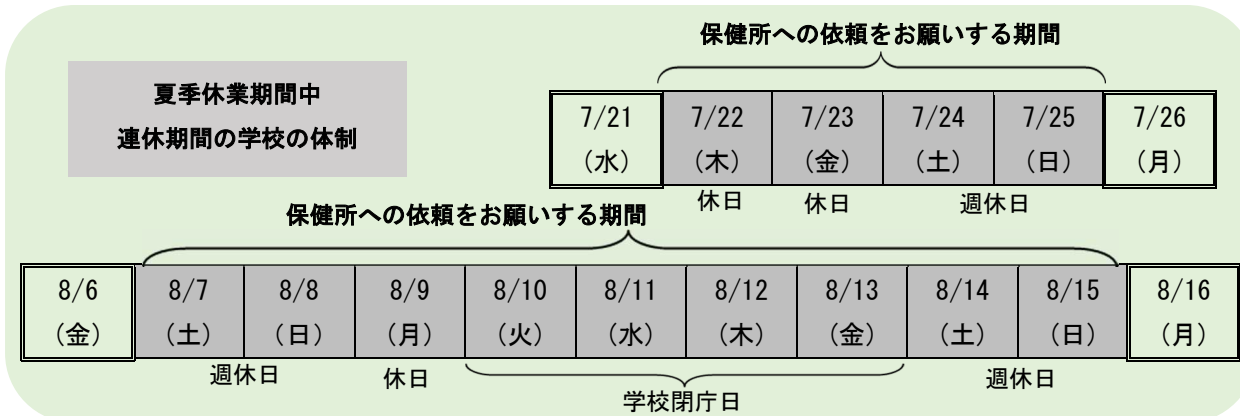 保健所への依頼をお願いする期間
夏季休業期間中
連休期間の学校の体制
7/21 7/22 7/23 7/24 7/25 7/26
（水） （木） （金） （土） （日） （月）
休日 休日 週休日
保健所への依頼をお願いする期間
8/6 8/7 8/8 8/9 8/10 8/11 8/12 8/13 8/14 8/15 8/16
（金） （土） （日） （月） （火） （水） （木） （金） （土） （日） （月）
週休日 休日 週休日
学校閉庁日